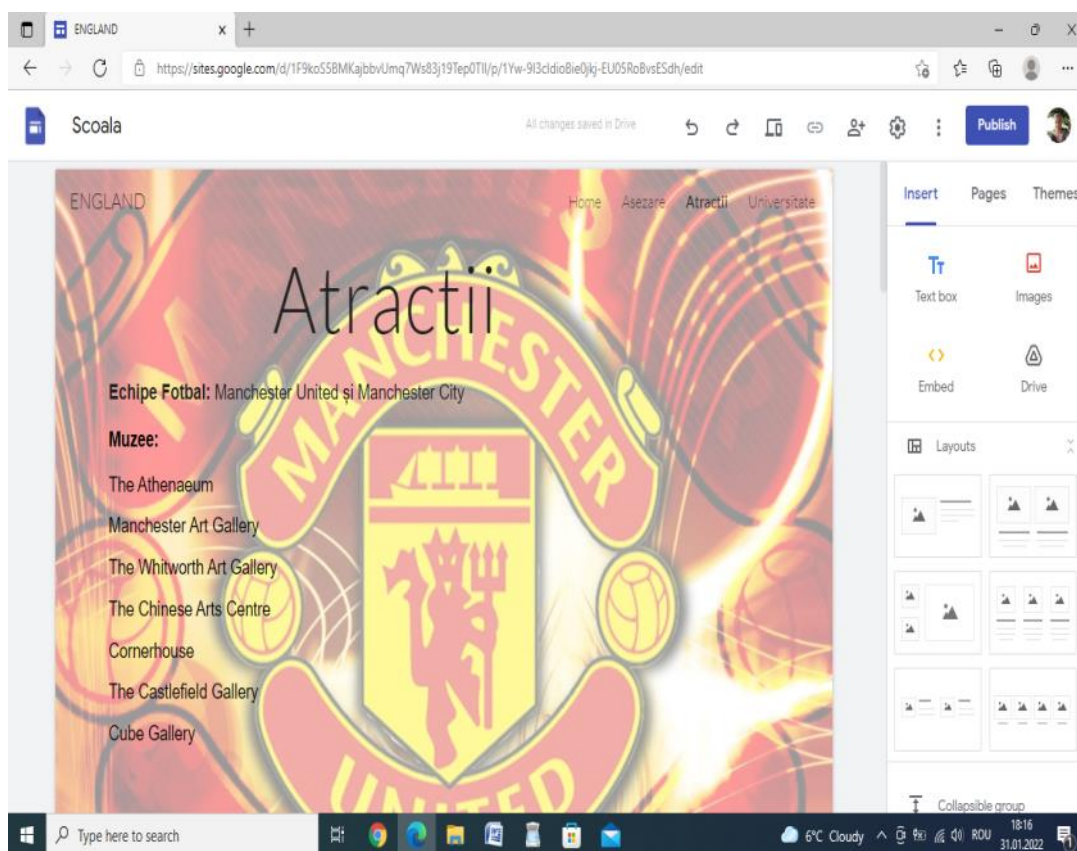 ENGLAND
https://sites.google.com/d/1F9koS5BMKajbbvUmq7Ws83j19Tep0TlI/p/1Yw-9I3cIdioBie0jkj-EU05RoBvsESdh/edit
Scoala
All changes saved in Drive
Publish
ENGLAND
Home Asezare Atractii Universitate
Insert Pages Themes
Atractii
Text box Images
Embed Drive
Echipe Fotbal: Manchester United și Manchester City
Muzee:
The Athenaeum
Manchester Art Gallery
The Whitworth Art Gallery
The Chinese Arts Centre
Cornerhouse
The Castlefield Gallery
Cube Gallery
MANCHESTER
UNITED
Layouts
Collapsible group
Type here to search
6°C Cloudy
ROU
18:16
31.01.2022